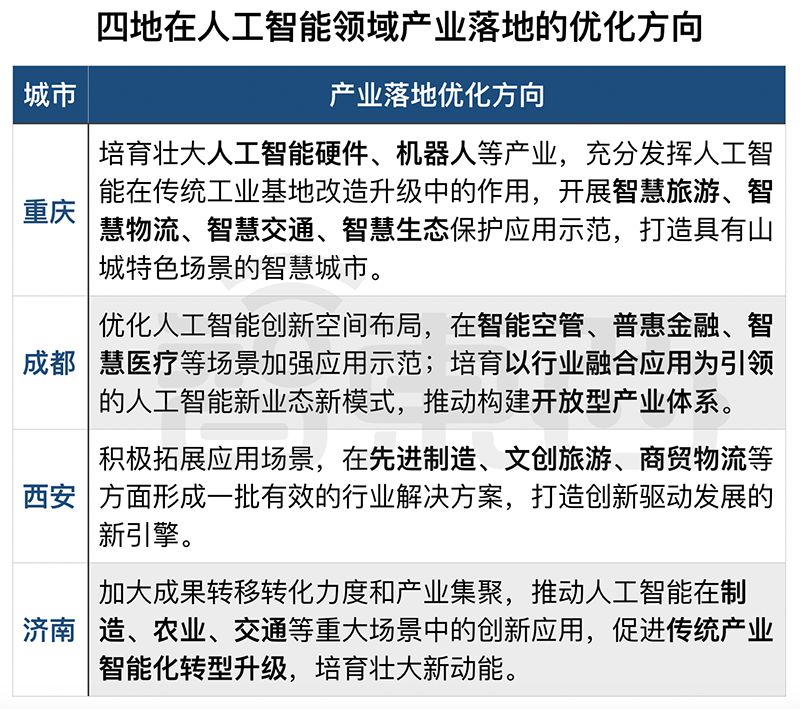 四地在人工智能领域产业落地的优化方向
城市
产业落地优化方向
重庆
培育壮大人工智能硬件、机器人等产业，充分发挥人工智
能在传统工业基地改造升级中的作用，开展智慧旅游、智
慧物流、智慧交通、智慧生态保护应用示范，打造具有山
城特色场景的智慧城市。
成都
优化人工智能创新空间布局，在智能空管、普惠金融、智
慧医疗等场景加强应用示范；培育以行业融合应用为引领
的人工智能新业态新模式，推动构建开放型产业体系。
西安
积极拓展应用场景，在先进制造、文创旅游、商贸物流等
方面形成一批有效的行业解决方案，打造创新驱动发展的
新引擎。
济南
加大成果转移转化力度和产业集聚，推动人工智能在制
造、农业、交通等重大场景中的创新应用，促进传统产业
智能化转型升级，培育壮大新动能。
智东西